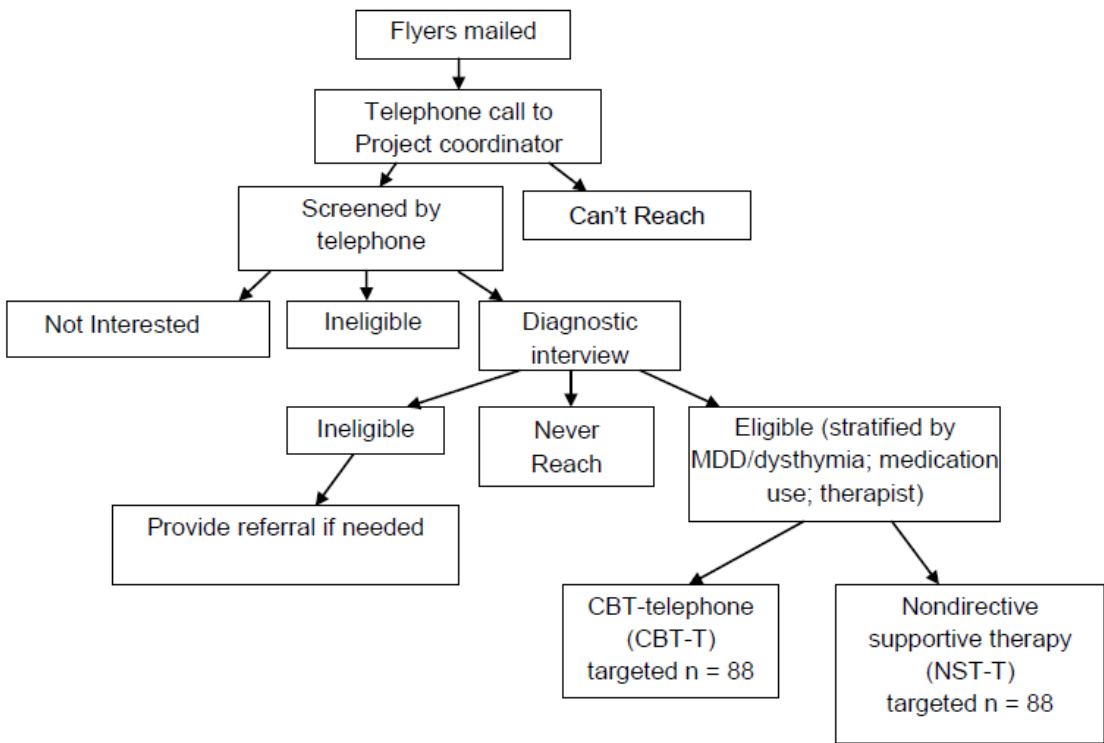 Flyers mailed
Telephone call to
Project coordinator
Screened by
telephone
Can't Reach
Not Interested
Ineligible
Diagnostic
interview
Ineligible
Never
Reach
Eligible (stratified by
MDD/dysthymia; medication
use; therapist)
Provide referral if needed
CBT-telephone
(CBT-T)
targeted n = 88
Nondirective
supportive therapy
(NST-T)
targeted n = 88